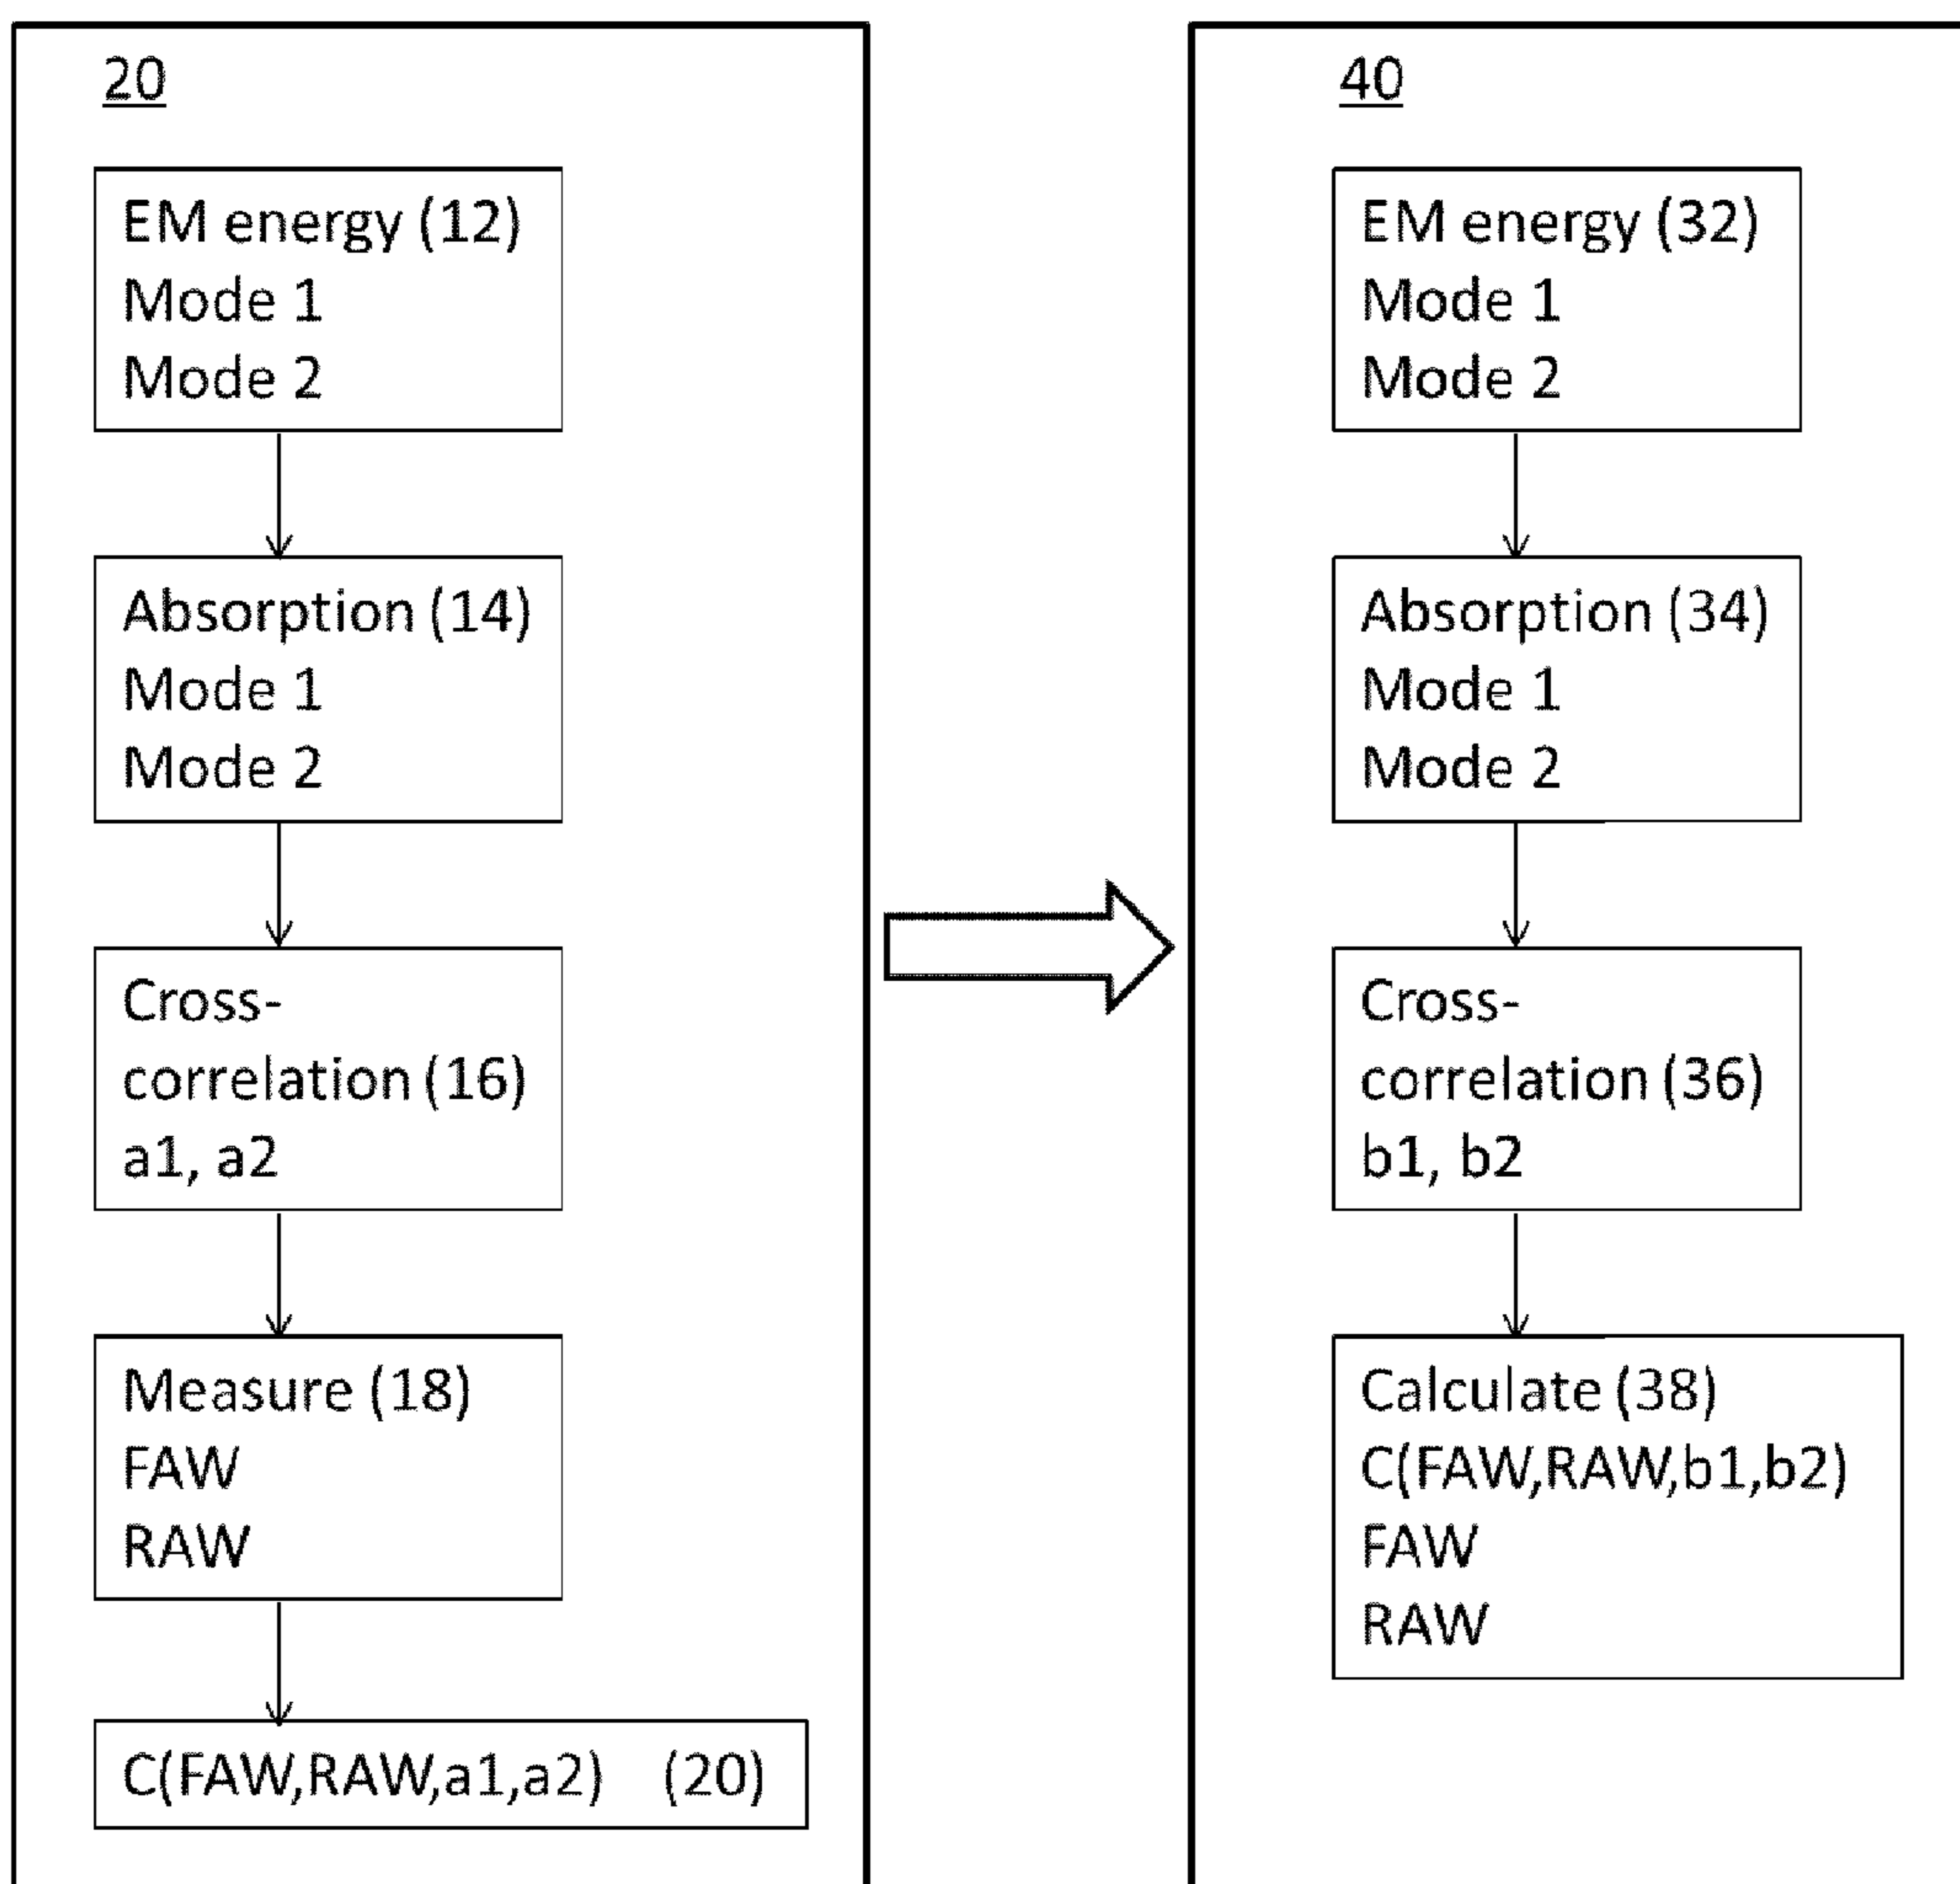 20
EM energy (12)
Mode 1
Mode 2
Absorption (14)
Mode 1
Mode 2
Cross-
correlation (16)
a1, a2
Measure (18)
FAW
RAW
C(FAW,RAW,a1,a2) (20)
40
EM energy (32)
Mode 1
Mode 2
Absorption (34)
Mode 1
Mode 2
Cross-
correlation (36)
b1, b2
Calculate (38)
C(FAW,RAW,b1,b2)
FAW
RAW